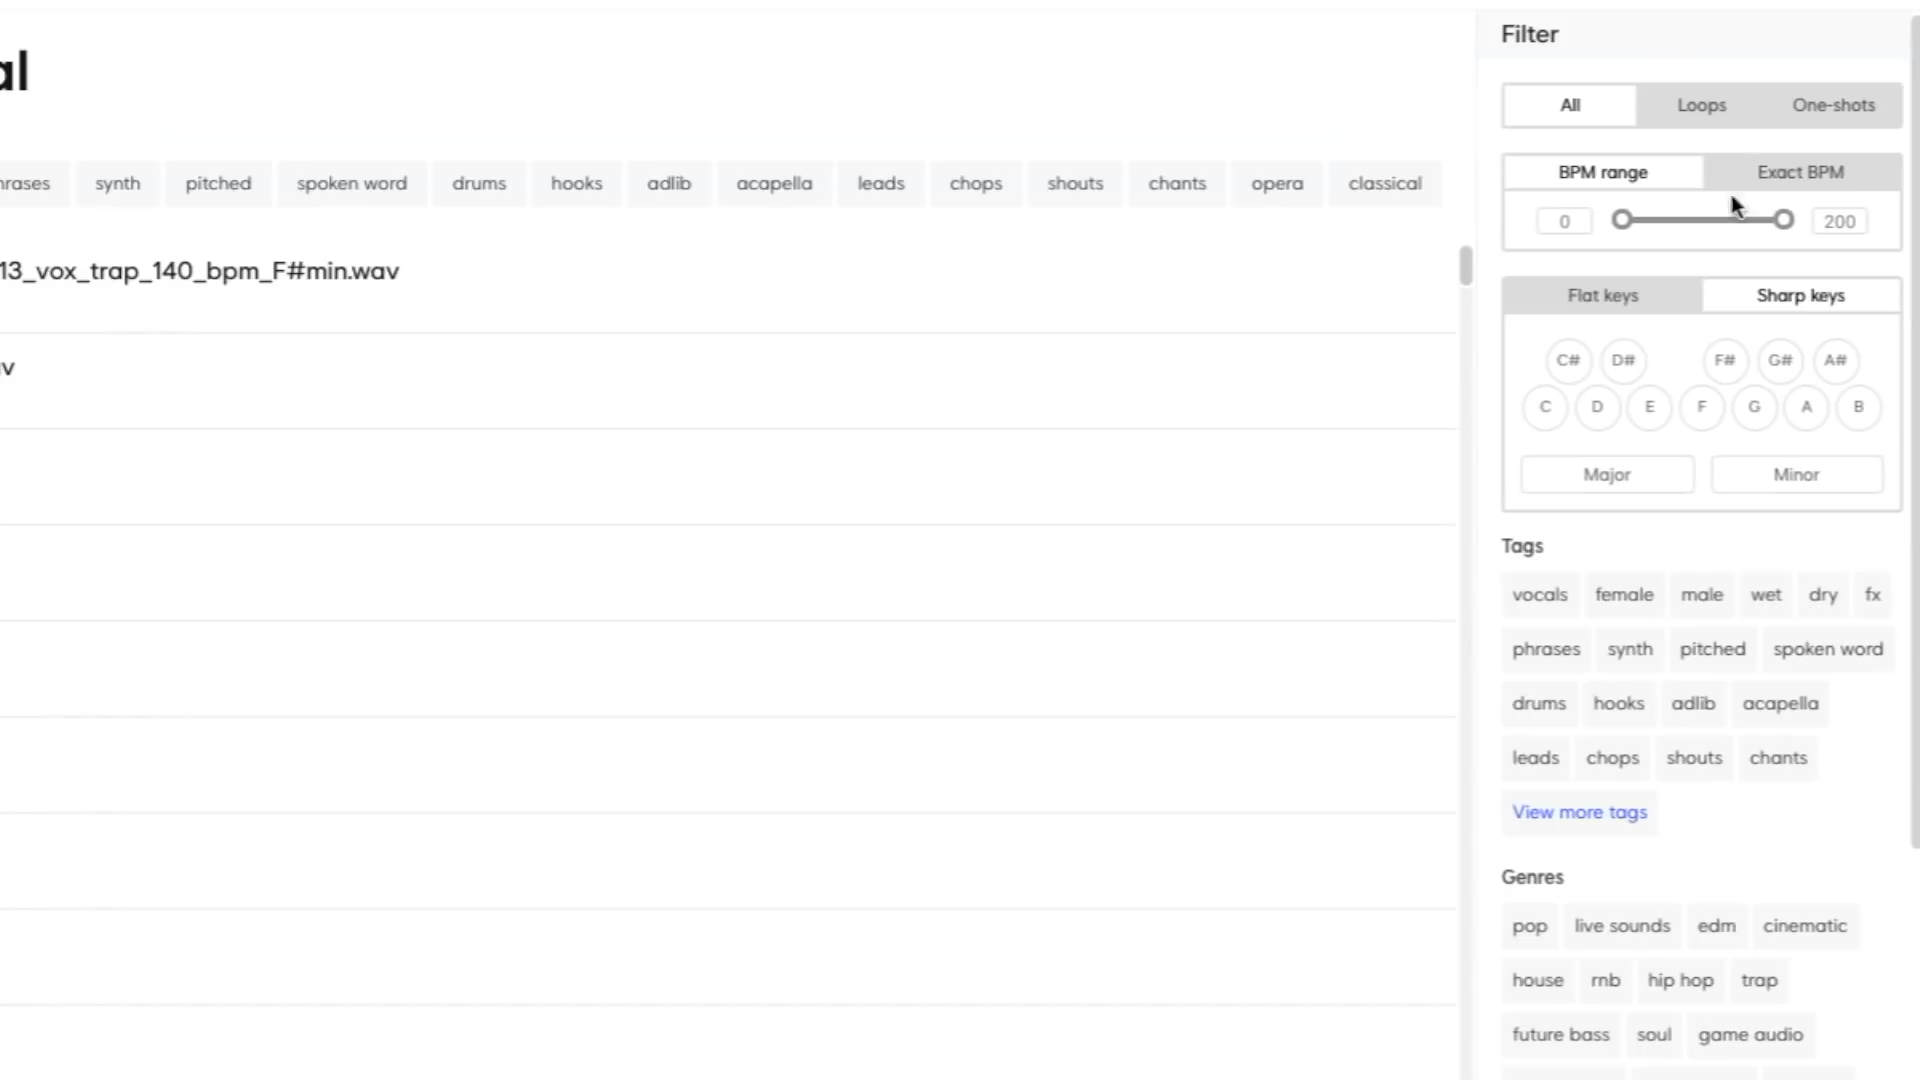 al
hrases synth pitched spoken word drums hooks adlib acapella leads chops shouts chants opera classical
13_vox_trap_140_bpm_F#min.wav
Filter
All Loops One-shots
BPM range Exact BPM
0 200
Flat keys Sharp keys
C# D# F# G# A#
C D E F G A B
Major Minor
Tags
vocals female male wet dry fx
phrases synth pitched spoken word
drums hooks adlib acapella
leads chops shouts chants
View more tags
Genres
pop live sounds edm cinematic
house rnb hip hop trap
future bass soul game audio